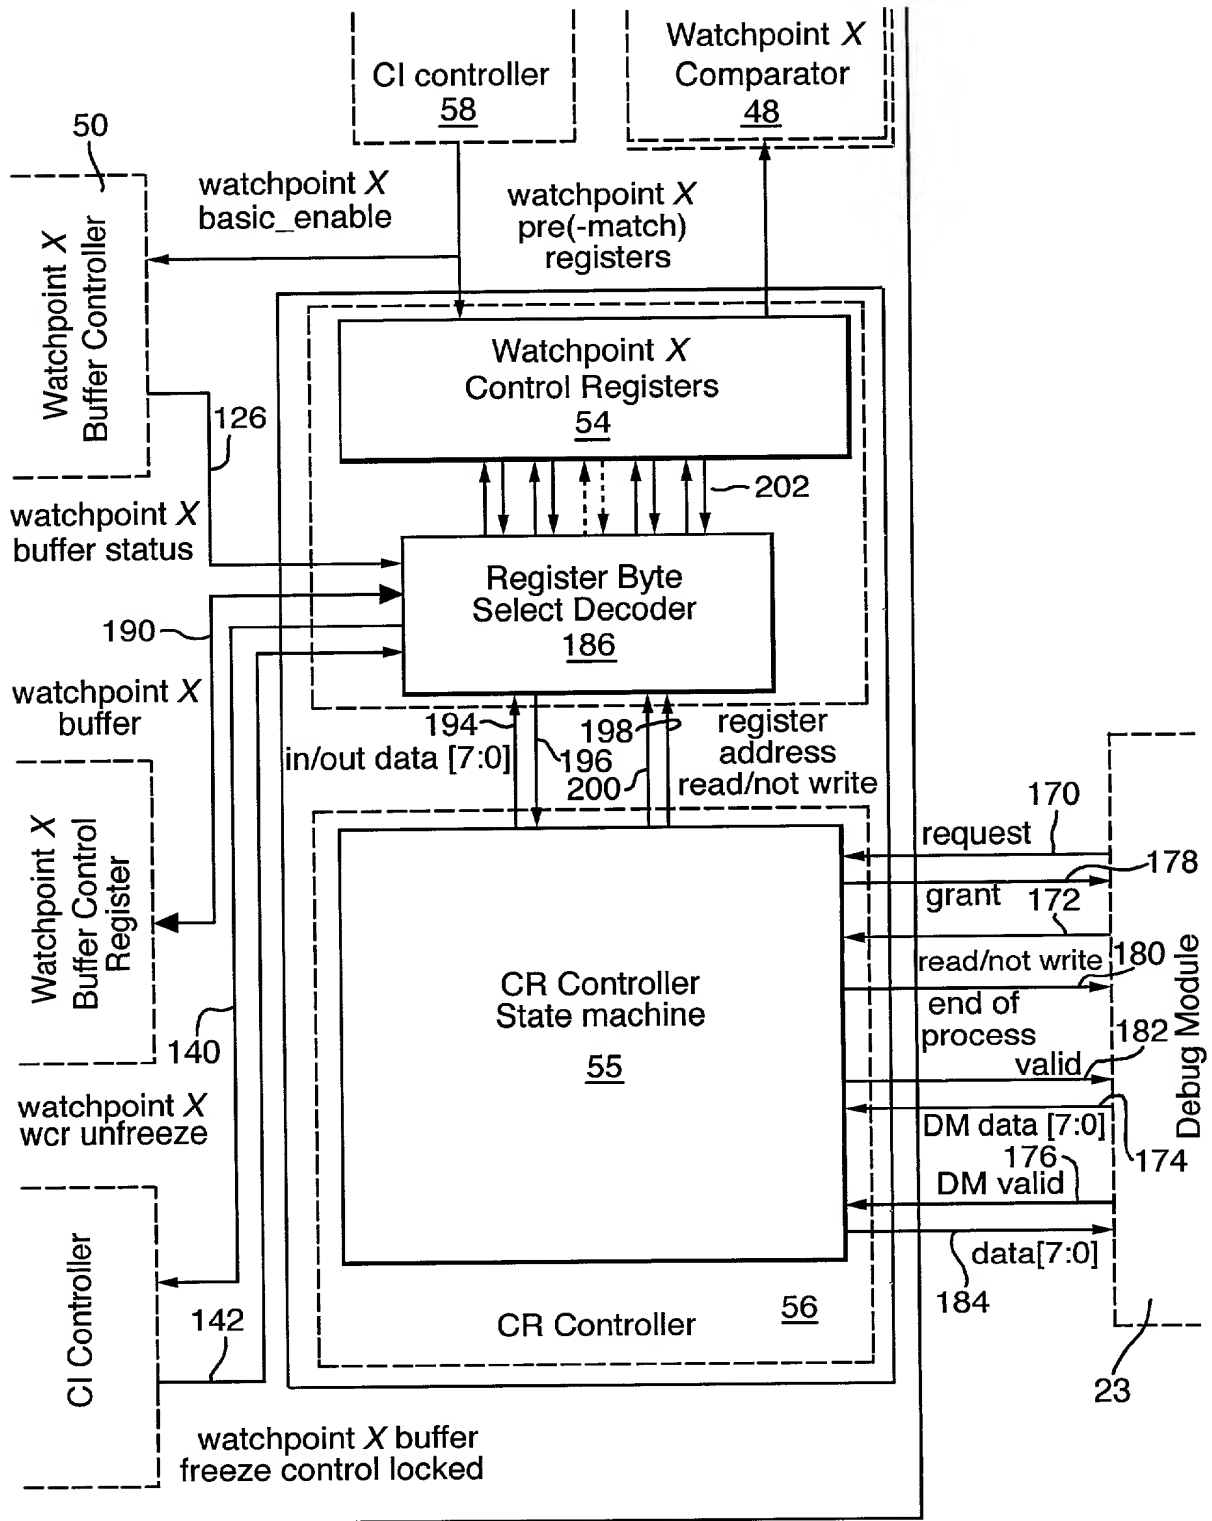 CI controller
58
Watchpoint X
Comparator
48
50
Watchpoint X
Buffer Controller
watchpoint X
basic_enable
watchpoint X
pre(-match)
registers
Watchpoint X
Control Registers
54
126
202
watchpoint X
buffer status
Register Byte
Select Decoder
186
190
watchpoint X
buffer
194
in/out data [7:0]
196
198
200
register
address
read/not write
Watchpoint X
Buffer Control
Register
CR Controller
State machine
55
170
request
178
grant
172
read/not write
180
end of
process
182
valid
DM data [7:0]
174
176
DM valid
data[7:0]
184
Debug Module
23
140
watchpoint X
wcr unfreeze
CI Controller
142
56
CR Controller
watchpoint X buffer
freeze control locked